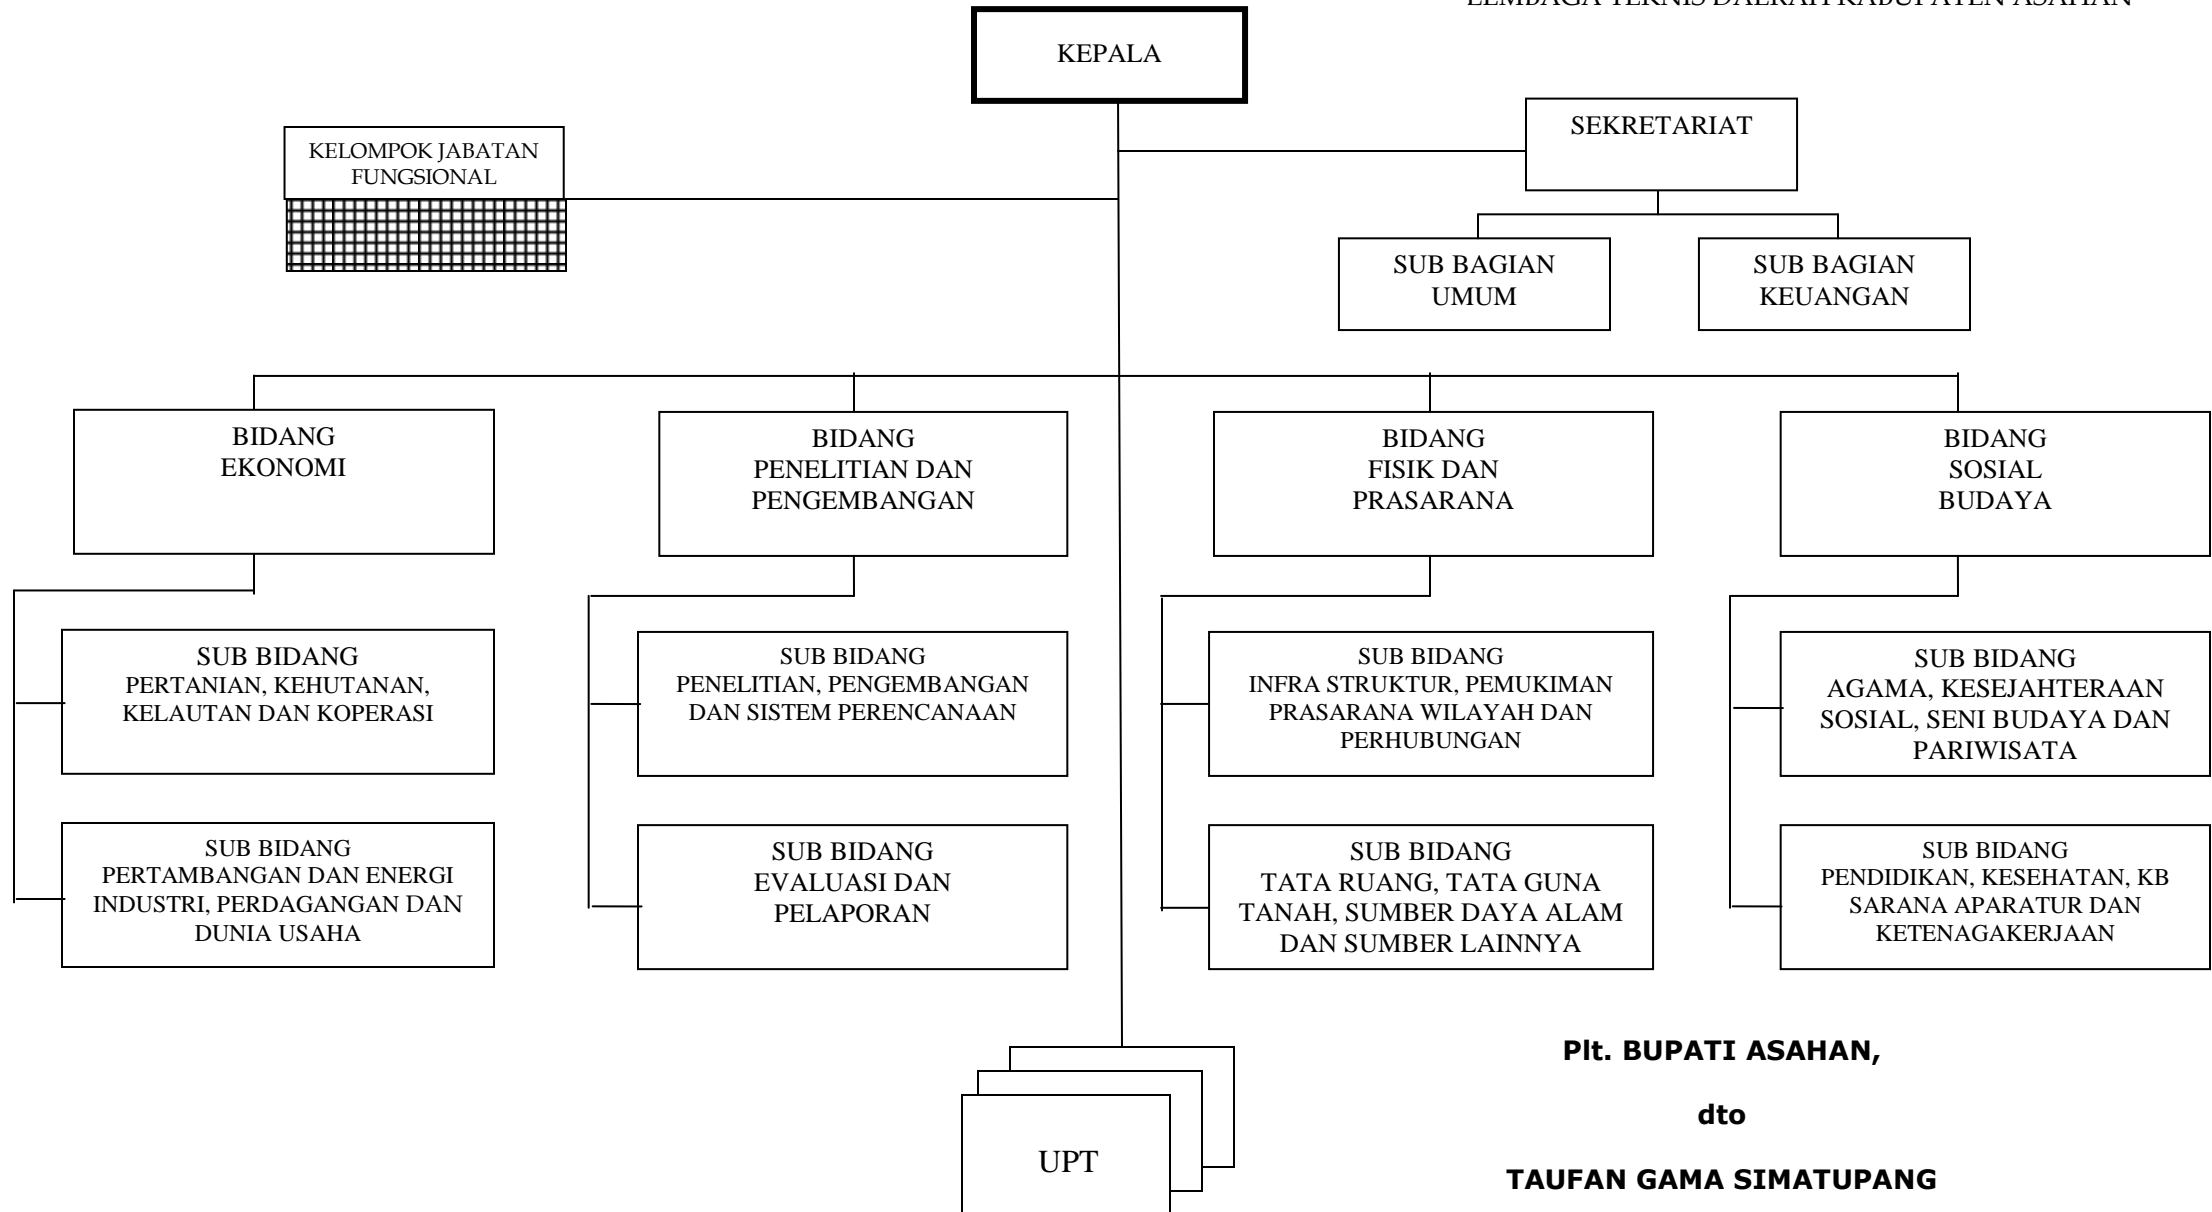 LEMBAGA TEKNIS DAERAH KABUPATEN ASAHAN
KEPALA
SEKRETARIAT
KELOMPOK JABATAN
FUNGSIONAL
SUB BAGIAN
UMUM
SUB BAGIAN
KEUANGAN
BIDANG
EKONOMI
BIDANG
PENELITIAN DAN
PENGEMBANGAN
BIDANG
FISIK DAN
PRASARANA
BIDANG
SOSIAL
BUDAYA
SUB BIDANG
PERTANIAN, KEHUTANAN,
KELAUTAN DAN KOPERASI
SUB BIDANG
PENELITIAN, PENGEMBANGAN
DAN SISTEM PERENCANAAN
SUB BIDANG
INFRA STRUKTUR, PEMUKIMAN
PRASARANA WILAYAH DAN
PERHUBUNGAN
SUB BIDANG
AGAMA, KESEJAHTERAAN
SOSIAL, SENI BUDAYA DAN
PARIWISATA
SUB BIDANG
PERTAMBANGAN DAN ENERGI
INDUSTRI, PERDAGANGAN DAN
DUNIA USAHA
SUB BIDANG
EVALUASI DAN
PELAPORAN
SUB BIDANG
TATA RUANG, TATA GUNA
TANAH, SUMBER DAYA ALAM
DAN SUMBER LAINNYA
SUB BIDANG
PENDIDIKAN, KESEHATAN, KB
SARANA APARATUR DAN
KETENAGAKERJAAN
UPT
Plt. BUPATI ASAHAN,
dto
TAUFAN GAMA SIMATUPANG